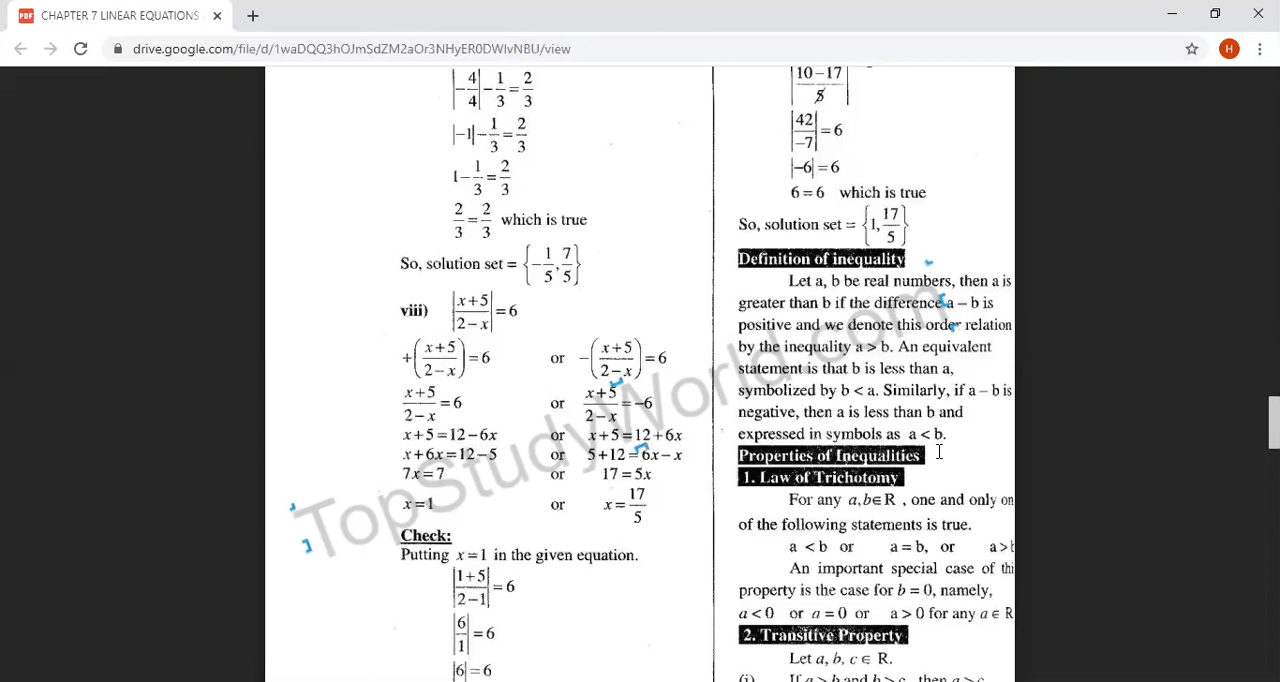 CHAPTER 7 LINEAR EQUATIONS
drive.google.com/file/d/1waDQQ3hOJmSdZM2aOr3NHyER0DWlvNBU/view
H
|-4/4| - 1/3 = 2/3
|-1| - 1/3 = 2/3
1 - 1/3 = 2/3
2/3 = 2/3 which is true
So, solution set = {-1/5, 7/5}
viii) |x+5/2-x| = 6
+(x+5/2-x) = 6 or -(x+5/2-x) = 6
x+5/2-x = 6 or x+5/2-x = -6
x+5=12-6x or x+5=12+6x
x+6x=12-5 or 5+12=6x-x
7x=7 or 17=5x
x=1 or x=17/5
Check:
Putting x=1 in the given equation.
|1+5/2-1| = 6
|6/1| = 6
|6| = 6
|10-17/5|
|42/-7| = 6
|-6| = 6
6 = 6 which is true
So, solution set = {1, 17/5}
Definition of inequality
Let a, b be real numbers, then a is
greater than b if the difference a - b is
positive and we denote this order relation
by the inequality a > b. An equivalent
statement is that b is less than a,
symbolized by b < a. Similarly, if a - b is
negative, then a is less than b and
expressed in symbols as a < b.
Properties of Inequalities
1. Law of Trichotomy
For any a,b∈R , one and only on
of the following statements is true.
a < b or a = b, or a >
An important special case of thi
property is the case for b = 0, namely,
a < 0 or a = 0 or a > 0 for any a ∈ R
2. Transitive Property
Let a, b, c ∈ R.
(i) If a > b and b > c, then a > c
TopStudyWorld.com